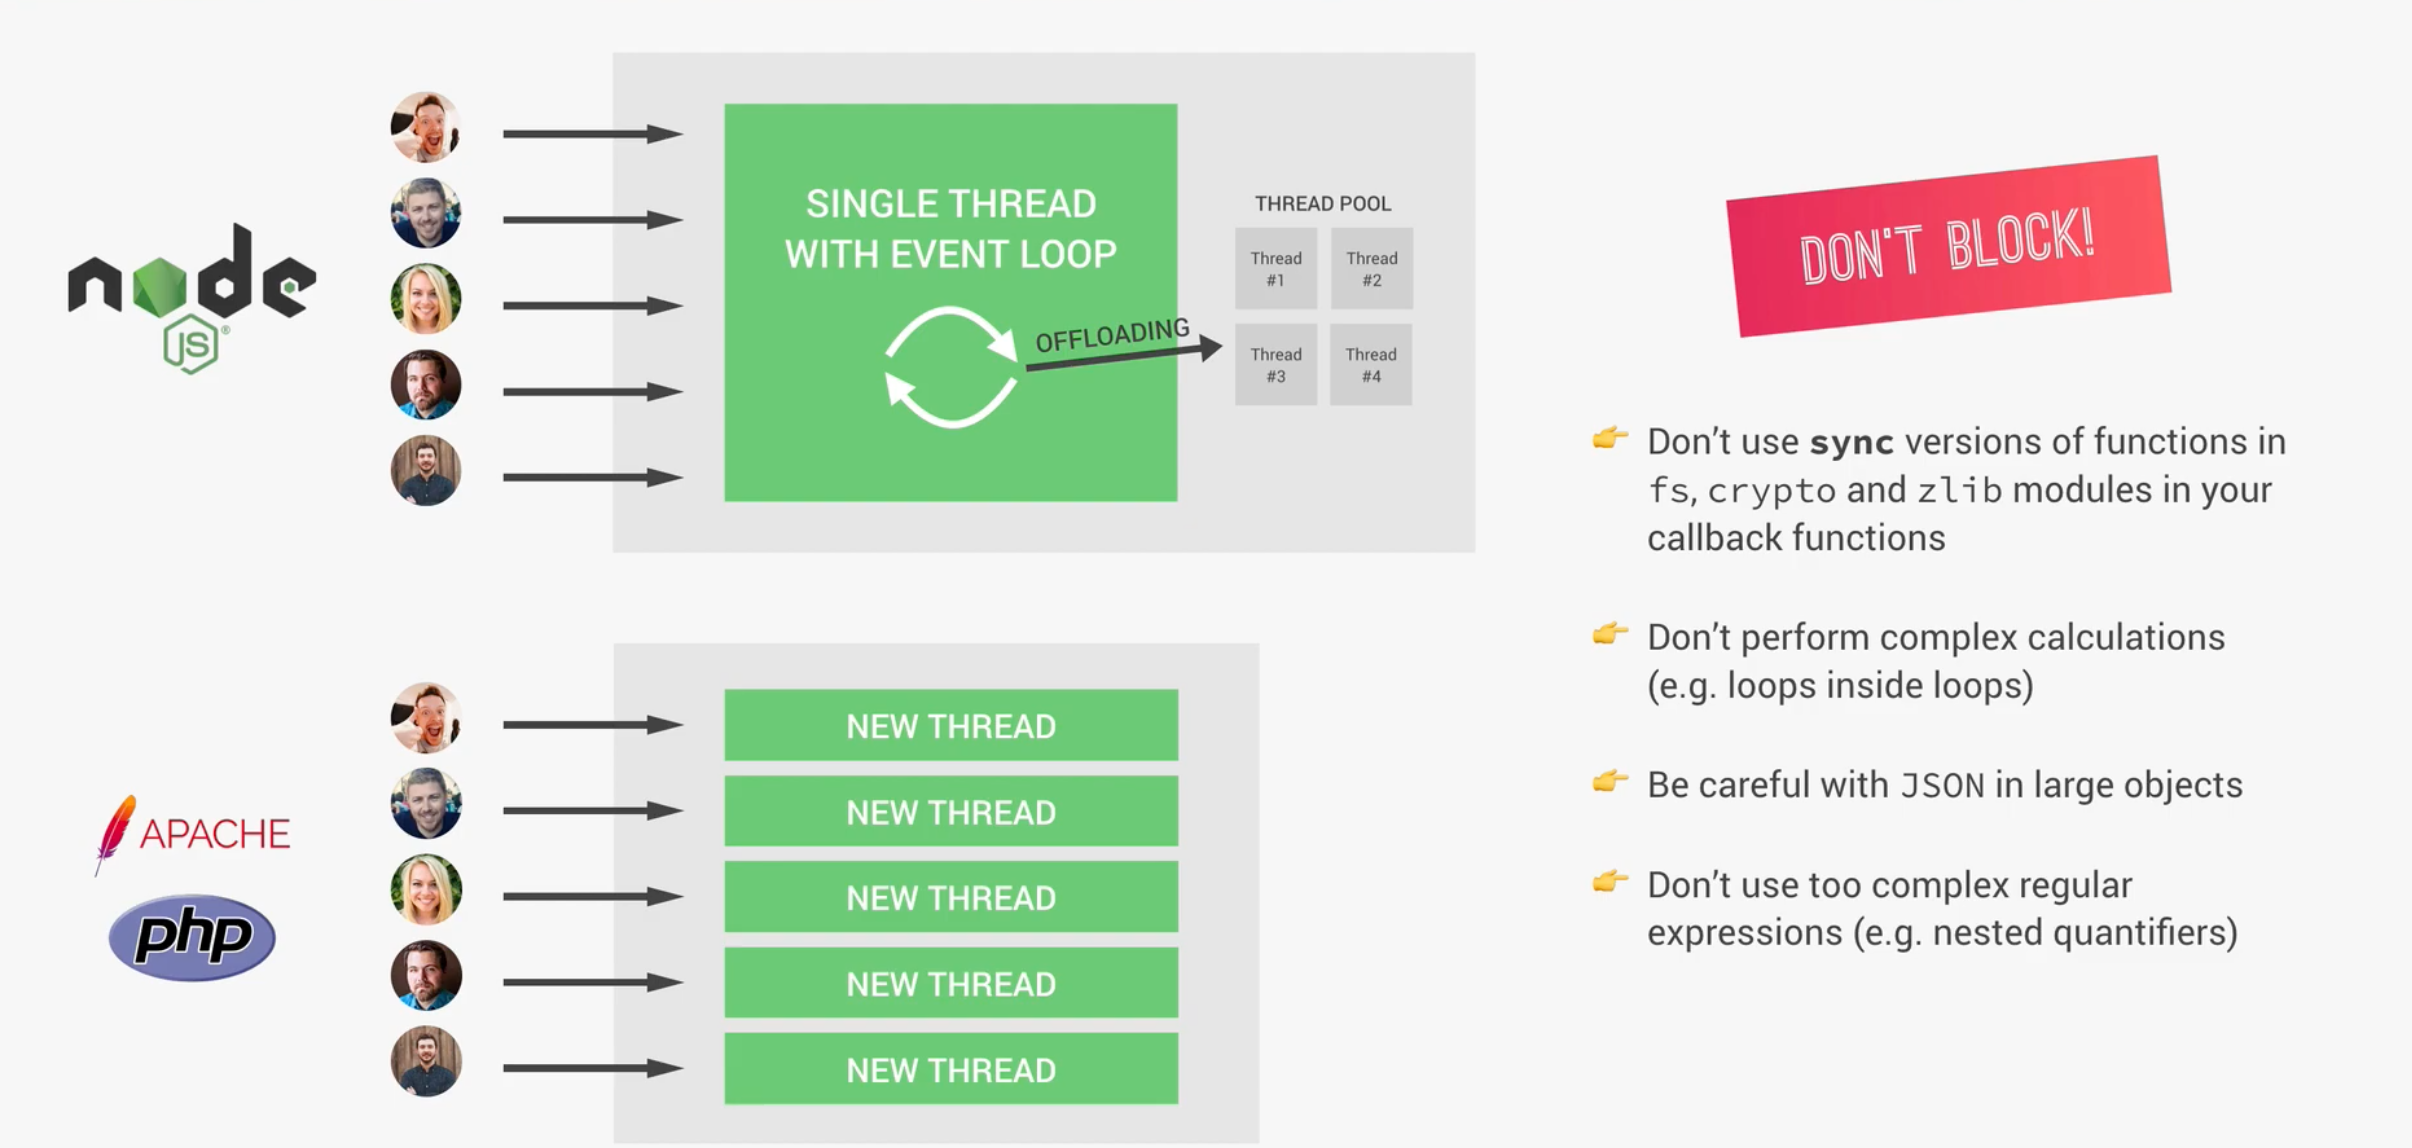 node
JS
®
SINGLE THREAD
WITH EVENT LOOP
OFFLOADING
THREAD POOL
Thread
#1
Thread
#2
Thread
#3
Thread
#4
APACHE
php
NEW THREAD
NEW THREAD
NEW THREAD
NEW THREAD
NEW THREAD
DON'T BLOCK!
Don’t use sync versions of functions in
fs, crypto and zlib modules in your
callback functions
Don’t perform complex calculations
(e.g. loops inside loops)
Be careful with JSON in large objects
Don’t use too complex regular
expressions (e.g. nested quantifiers)